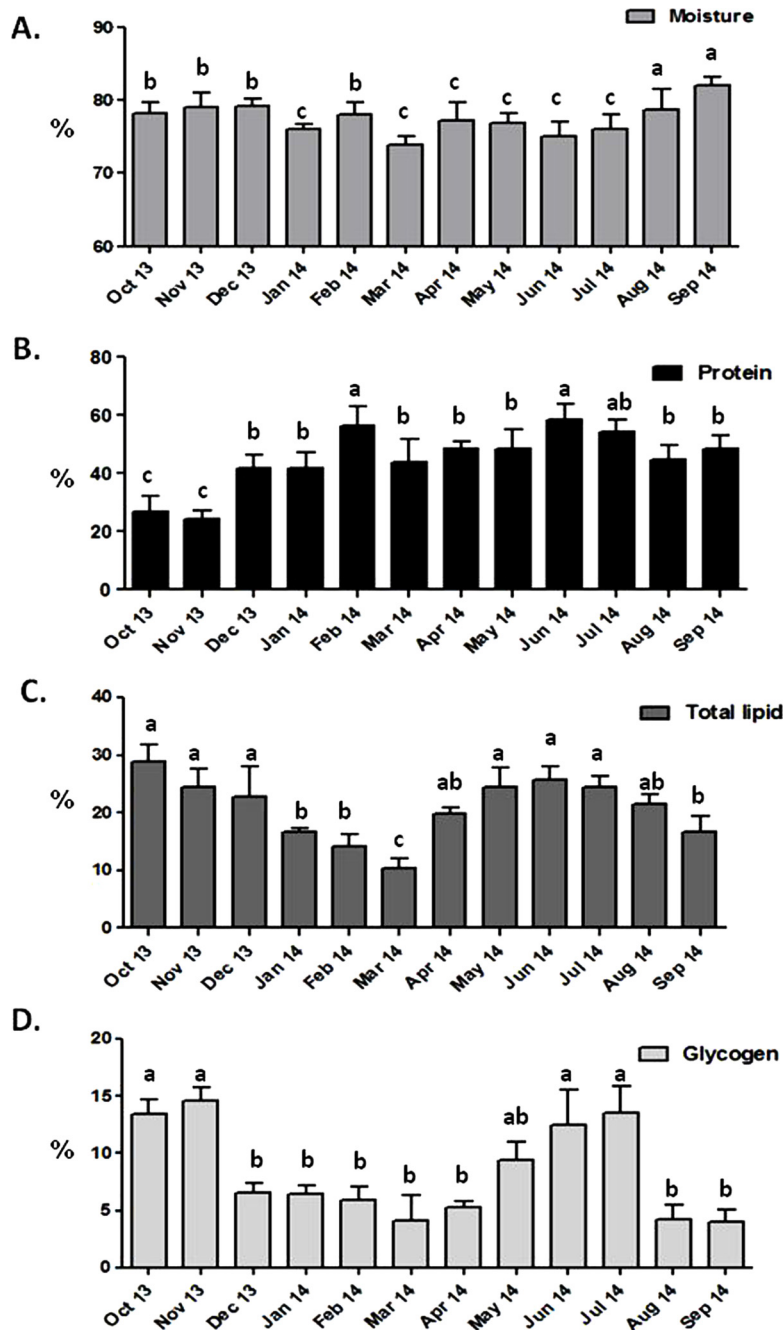 A.
Moisture
90
80
70
60
%
b b b c b c c c c c a a
Oct 13 Nov 13 Dec 13 Jan 14 Feb 14 Mar 14 Apr 14 May 14 Jun 14 Jul 14 Aug 14 Sep 14
B.
Protein
80
60
40
20
0
%
c c b b a b b b a ab b b
Oct 13 Nov 13 Dec 13 Jan 14 Feb 14 Mar 14 Apr 14 May 14 Jun 14 Jul 14 Aug 14 Sep 14
C.
Total lipid
40
30
20
10
0
%
a a a b b c ab a a a ab b
Oct 13 Nov 13 Dec 13 Jan 14 Feb 14 Mar 14 Apr 14 May 14 Jun 14 Jul 14 Aug 14 Sep 14
D.
Glycogen
20
15
10
5
0
%
a a b b b b b ab a a b b
Oct 13 Nov 13 Dec 13 Jan 14 Feb 14 Mar 14 Apr 14 May 14 Jun 14 Jul 14 Aug 14 Sep 14